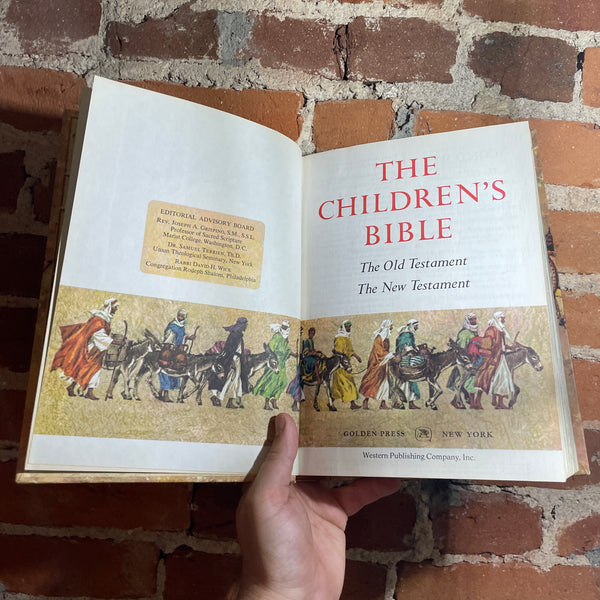 EDITORIAL ADVISORY BOARD
REV. JOSEPH A. GRISPINO, S.M., S.S.L.
Professor of Sacred Scripture
Marist College, Washington, D.C.
DR. SAMUEL TERRIEN, TH.D.
Union Theological Seminary, New York
RABBI DAVID H. WICE
Congregation Rodeph Shalom, Philadelphia
THE
CHILDREN'S
BIBLE
The Old Testament
The New Testament
GOLDEN PRESS NEW YORK
Western Publishing Company, Inc.